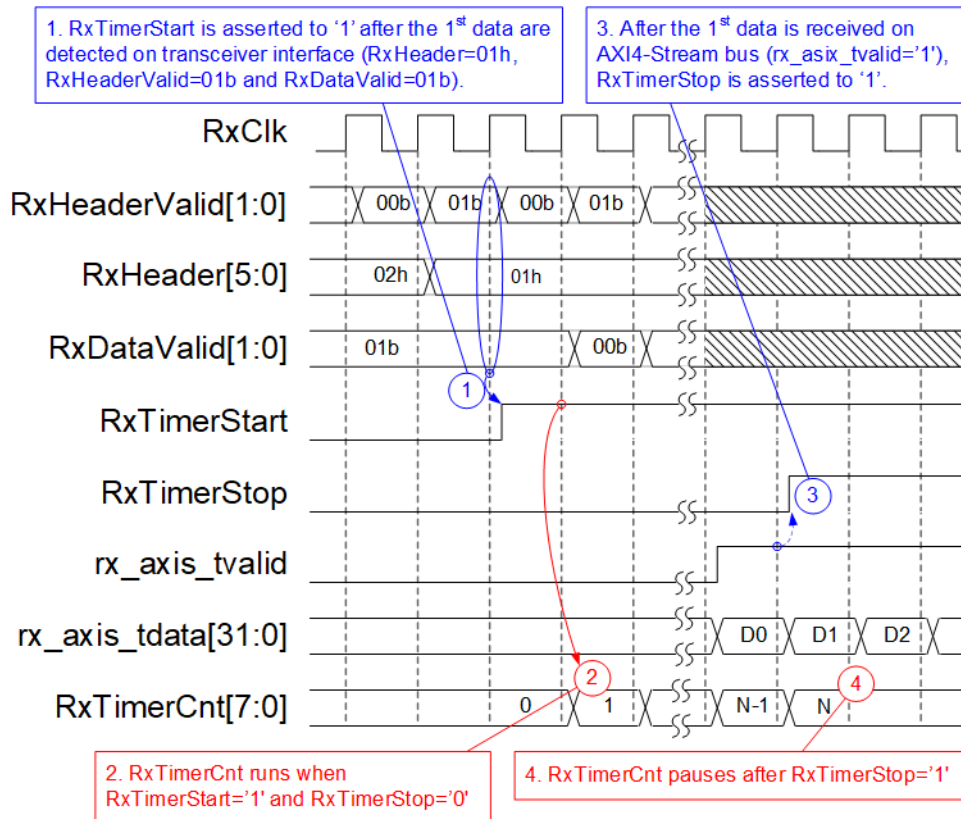 1. RxTimerStart is asserted to ‘1’ after the 1st data are
detected on transceiver interface (RxHeader=01h,
RxHeaderValid=01b and RxDataValid=01b).
3. After the 1st data is received on
AXI4-Stream bus (rx_asix_tvalid=’1’),
RxTimerStop is asserted to ‘1’.
RxClk
RxHeaderValid[1:0]
00b
01b
00b
01b
RxHeader[5:0]
02h
01h
RxDataValid[1:0]
01b
00b
1
RxTimerStart
RxTimerStop
3
rx_axis_tvalid
rx_axis_tdata[31:0]
D0
D1
D2
2
4
RxTimerCnt[7:0]
0
1
N-1
N
2. RxTimerCnt runs when
RxTimerStart=’1’ and RxTimerStop=’0’
4. RxTimerCnt pauses after RxTimerStop=’1’